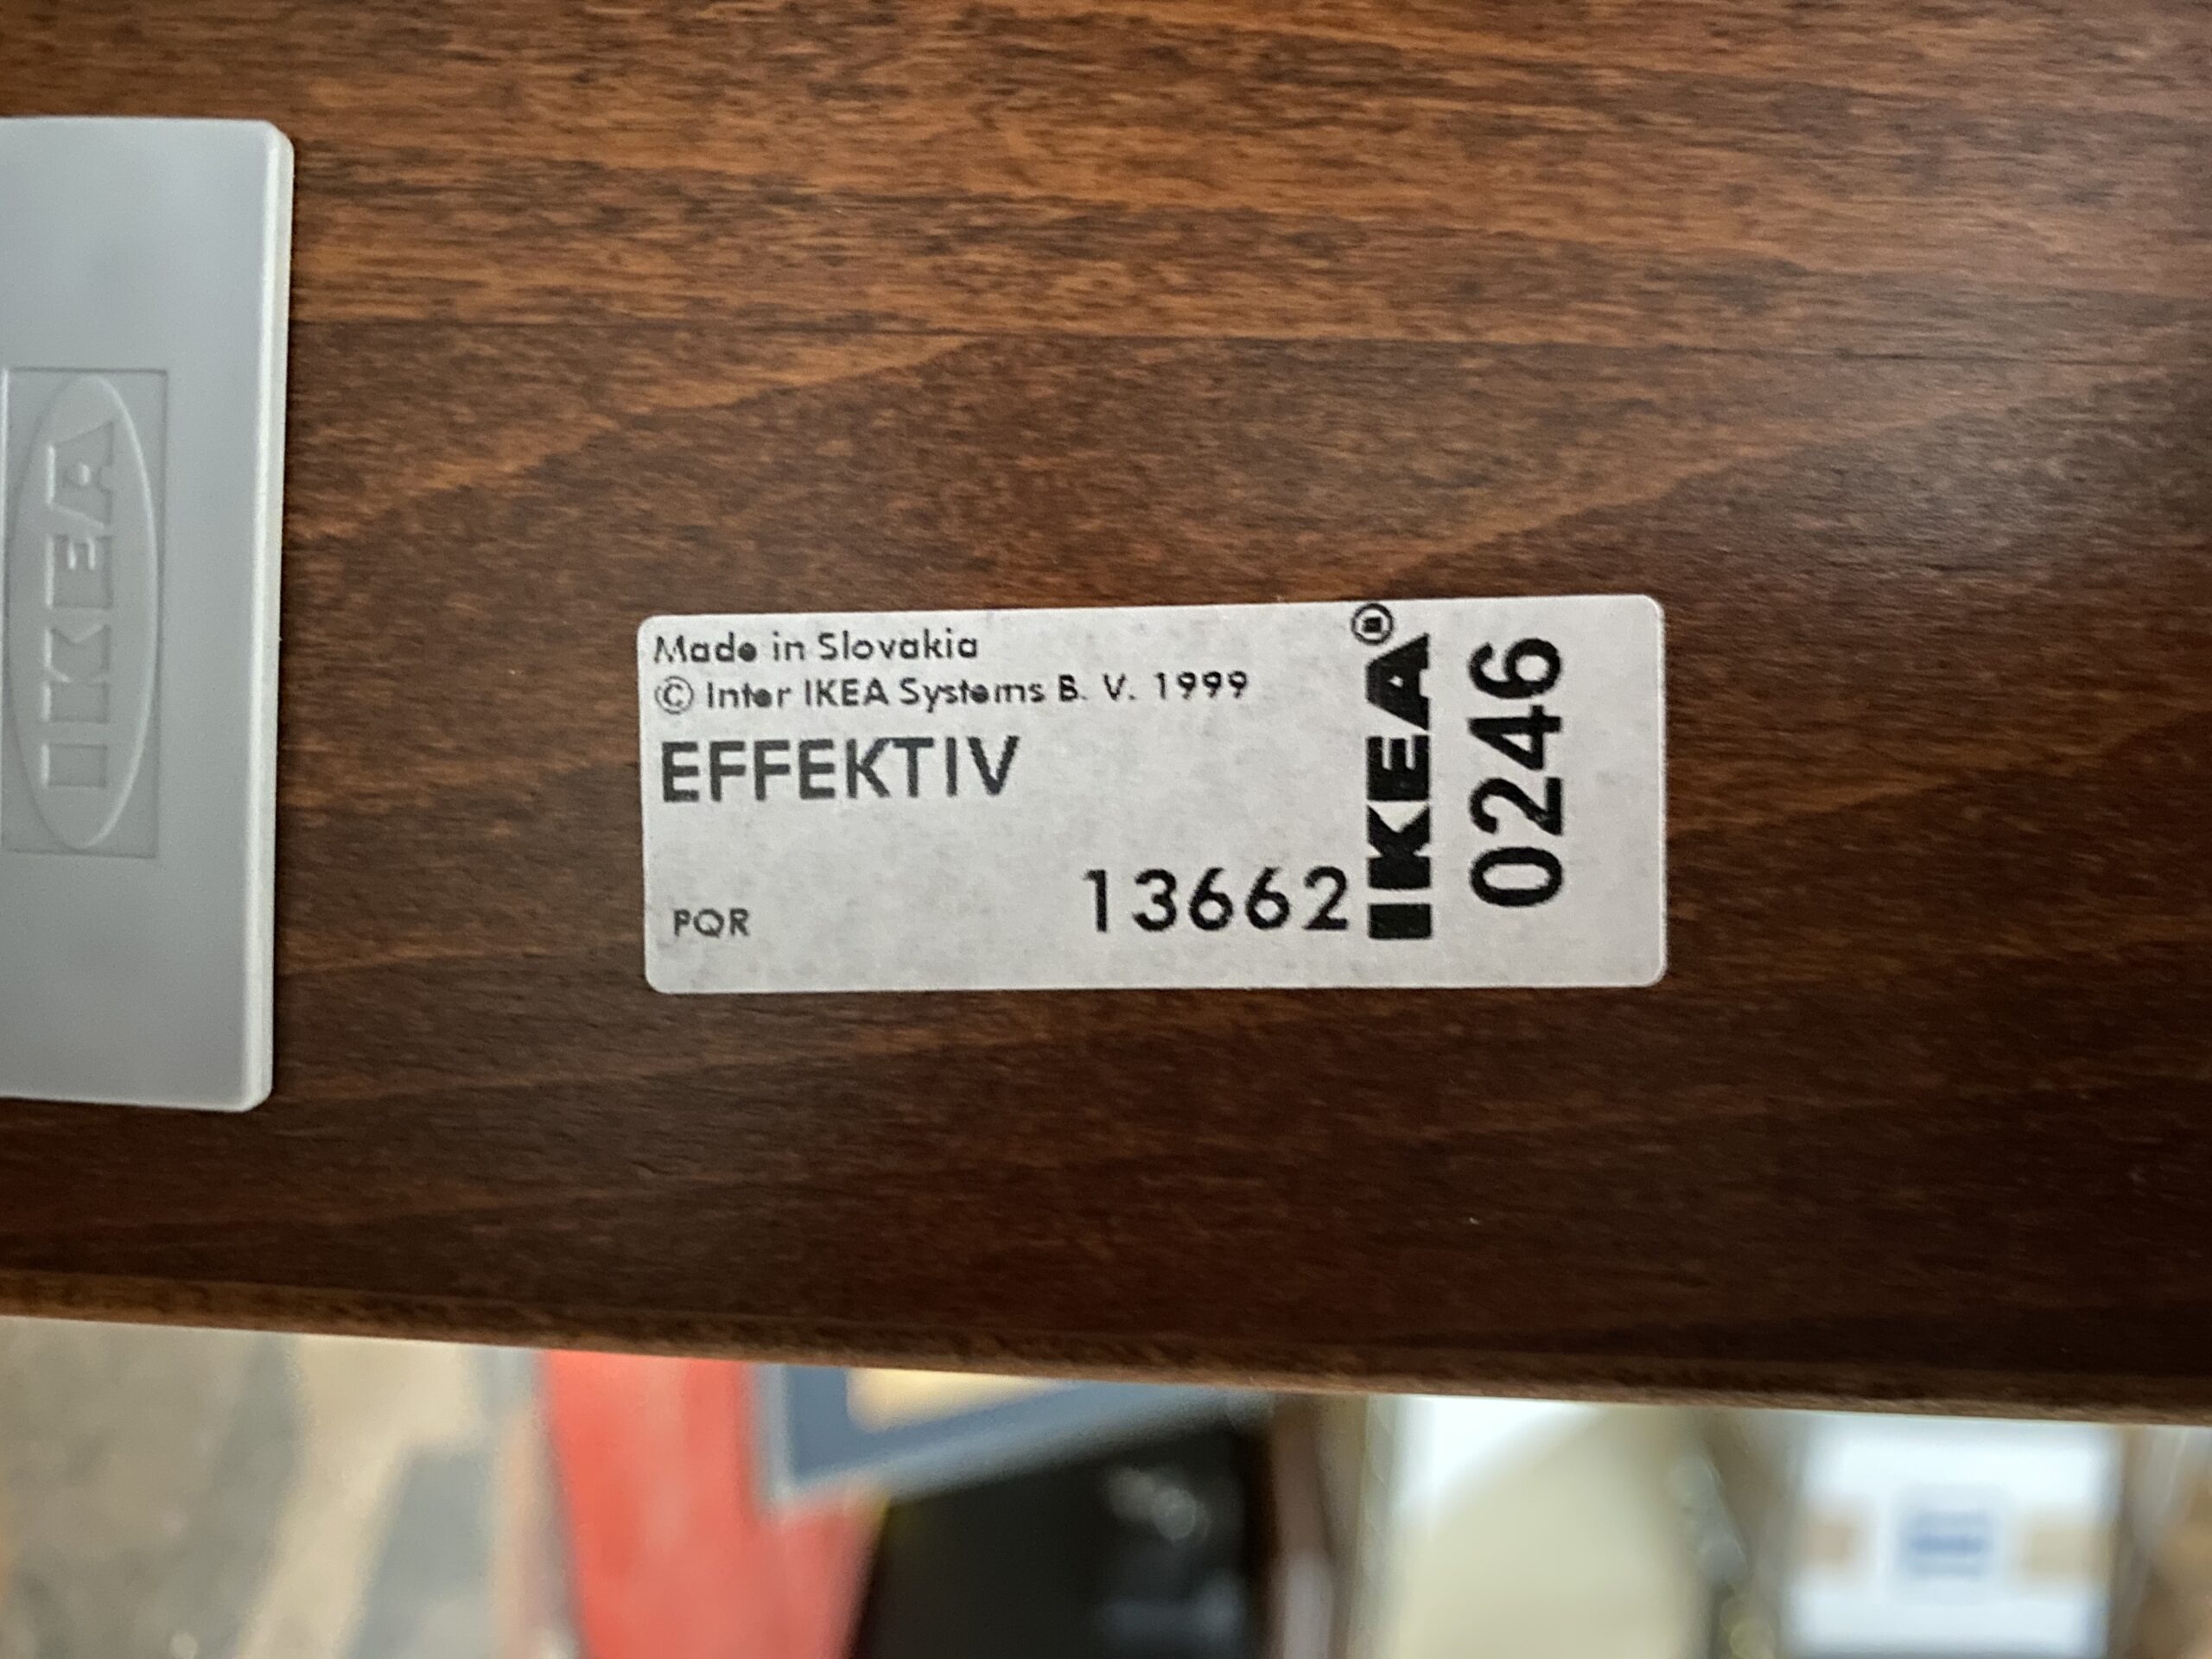 IKEA
Made in Slovakia
© Inter IKEA Systems B. V. 1999
EFFEKTIV
PQR
13662
IKEA®
0246